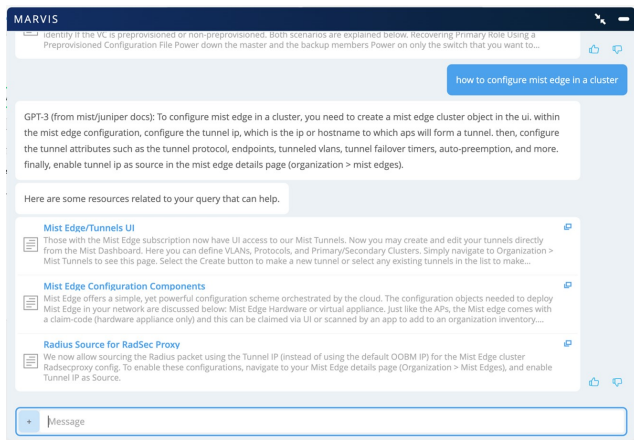 MARVIS
identify If the VC is preprovisioned or non-preprovisioned. Both scenarios are explained below. Recovering Primary Role Using a
Preprovisioned Configuration File Power down the master and the backup members Power on only the switch that you want to...
how to configure mist edge in a cluster
GPT-3 (from mist/juniper docs): To configure mist edge in a cluster, you need to create a mist edge cluster object in the ui. within
the mist edge configuration, configure the tunnel ip, which is the ip or hostname to which aps will form a tunnel. then, configure
the tunnel attributes such as the tunnel protocol, endpoints, tunneled vlans, tunnel failover timers, auto-preemption, and more.
finally, enable tunnel ip as source in the mist edge details page (organization > mist edges).
Here are some resources related to your query that can help.
Mist Edge/Tunnels UI
Those with the Mist Edge subscription now have UI access to our Mist Tunnels. Now you may create and edit your tunnels directly
from the Mist Dashboard. Here you can define VLANs, Protocols, and Primary/Secondary Clusters. Simply navigate to Organization >
Mist Tunnels to see this page. Select the Create button to make a new tunnel or select any existing tunnels in the list to make...
Mist Edge Configuration Components
Mist Edge offers a simple, yet powerful configuration scheme orchestrated by the cloud. The configuration objects needed to deploy
Mist Edge in your network are discussed below: Mist Edge Hardware or virtual appliance. Just like the APs, the Mist edge comes with
a claim-code (hardware appliance only) and this can be claimed via UI or scanned by an app to add to an organization inventory....
Radius Source for RadSec Proxy
We now allow sourcing the Radius packet using the Tunnel IP (instead of using the default OOBM IP) for the Mist Edge cluster
Radsecproxy config. To enable these configurations, navigate to your Mist Edge details page (Organization > Mist Edges), and enable
Tunnel IP as Source.
+ Message